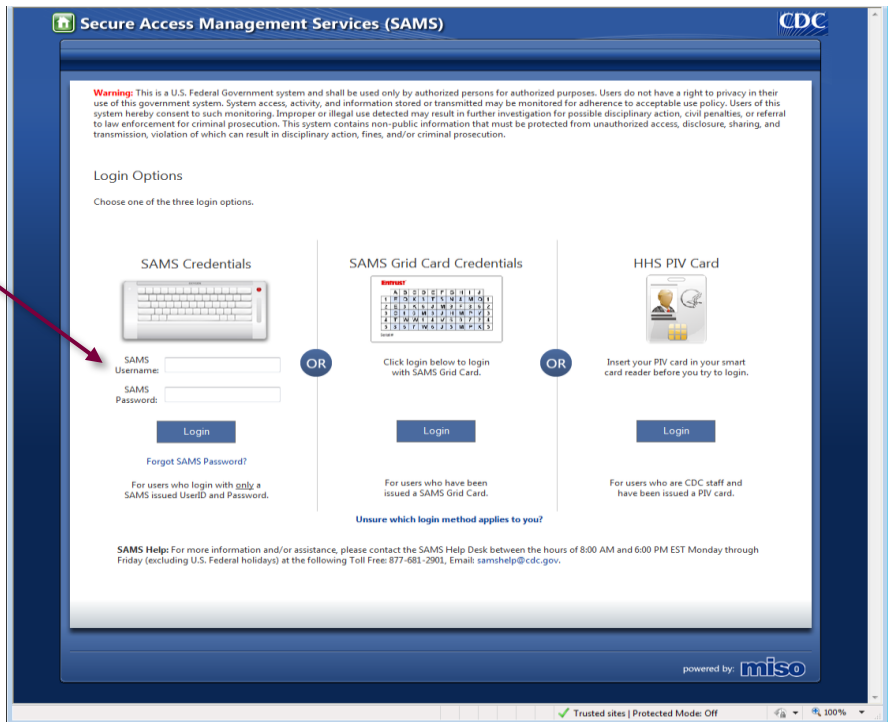 Secure Access Management Services (SAMS)
CDC
Warning: This is a U.S. Federal Government system and shall be used only by authorized persons for authorized purposes. Users do not have a right to privacy in their
use of this government system. System access, activity, and information stored or transmitted may be monitored for adherence to acceptable use policy. Users of this
system hereby consent to such monitoring. Improper or illegal use detected may result in further investigation for possible disciplinary action, civil penalties, or referral
to law enforcement for criminal prosecution. This system contains non-public information that must be protected from unauthorized access, disclosure, sharing, and
transmission, violation of which can result in disciplinary action, fines, and/or criminal prosecution.
Login Options
Choose one of the three login options.
SAMS Credentials
SAMS
Username:
SAMS
Password:
Login
Forgot SAMS Password?
For users who login with only a
SAMS issued UserID and Password.
OR
SAMS Grid Card Credentials
Entrust
Click login below to login
with SAMS Grid Card.
Login
For users who have been
issued a SAMS Grid Card.
OR
HHS PIV Card
Insert your PIV card in your smart
card reader before you try to login.
Login
For users who are CDC staff and
have been issued a PIV card.
Unsure which login method applies to you?
SAMS Help: For more information and/or assistance, please contact the SAMS Help Desk between the hours of 8:00 AM and 6:00 PM EST Monday through
Friday (excluding U.S. Federal holidays) at the following Toll Free: 877-681-2901, Email: samshelp@cdc.gov.
powered by: miso
Trusted sites | Protected Mode: Off
100%